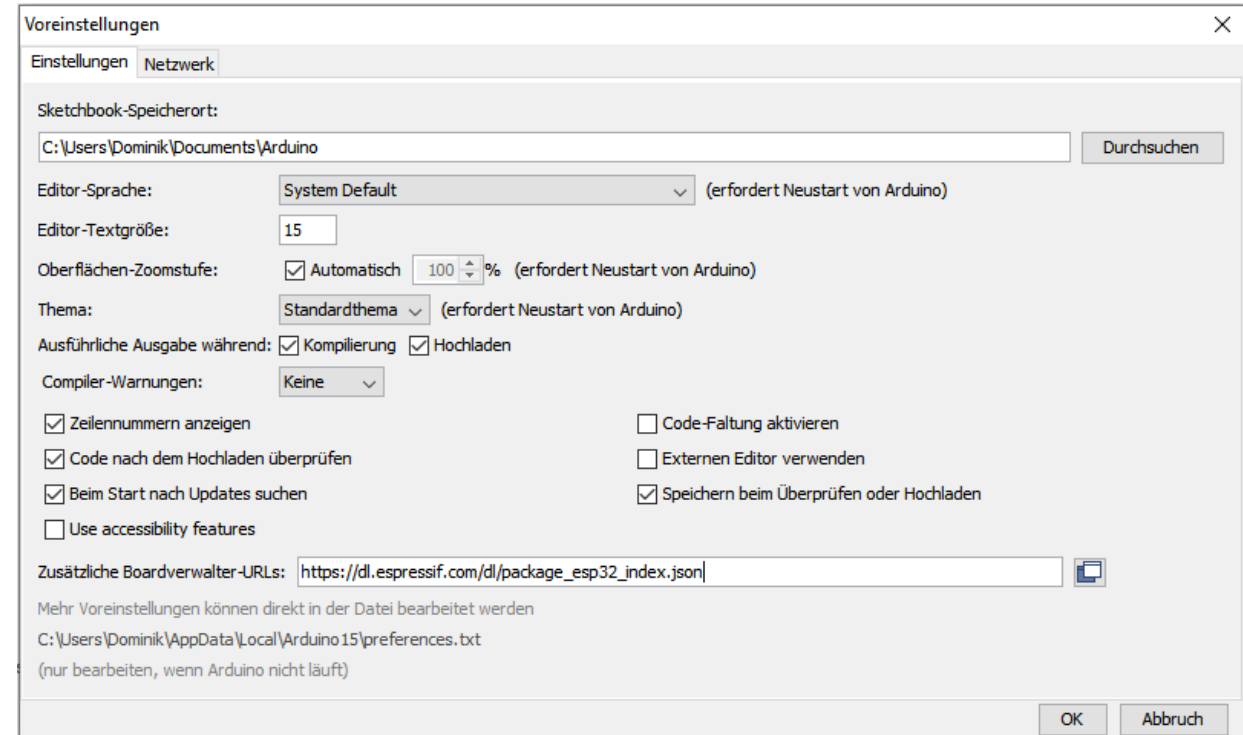 Voreinstellungen
Einstellungen Netzwerk
Sketchbook-Speicherort:
C:\Users\Dominik\Documents\Arduino Durchsuchen
Editor-Sprache: System Default (erfordert Neustart von Arduino)
Editor-Textgröße: 15
Oberflächen-Zoomstufe: Automatisch 100 % (erfordert Neustart von Arduino)
Thema: Standardthema (erfordert Neustart von Arduino)
Ausführliche Ausgabe während: Kompilierung Hochladen
Compiler-Warnungen: Keine
Zeilennummern anzeigen Code-Faltung aktivieren
Code nach dem Hochladen überprüfen Externen Editor verwenden
Beim Start nach Updates suchen Speichern beim Überprüfen oder Hochladen
Use accessibility features
Zusätzliche Boardverwalter-URLs: https://dl.espressif.com/dl/package_esp32_index.json
Mehr Voreinstellungen können direkt in der Datei bearbeitet werden
C:\Users\Dominik\AppData\Local\Arduino15\preferences.txt
(nur bearbeiten, wenn Arduino nicht läuft)
OK Abbruch